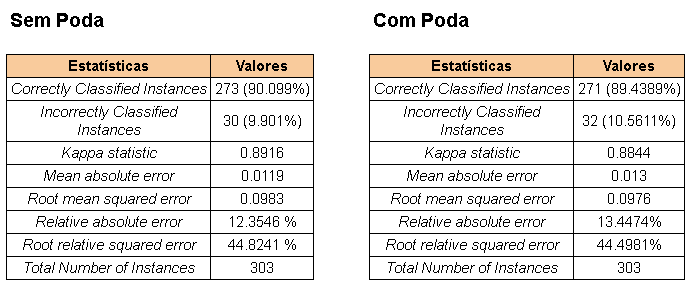 Sem Poda
Estatísticas Valores
Correctly Classified Instances 273 (90.099%)
Incorrectly Classified
Instances 30 (9.901%)
Kappa statistic 0.8916
Mean absolute error 0.0119
Root mean squared error 0.0983
Relative absolute error 12.3546 %
Root relative squared error 44.8241 %
Total Number of Instances 303
Com Poda
Estatísticas Valores
Correctly Classified Instances 271 (89.4389%)
Incorrectly Classified
Instances 32 (10.5611%)
Kappa statistic 0.8844
Mean absolute error 0.013
Root mean squared error 0.0976
Relative absolute error 13.4474%
Root relative squared error 44.4981%
Total Number of Instances 303